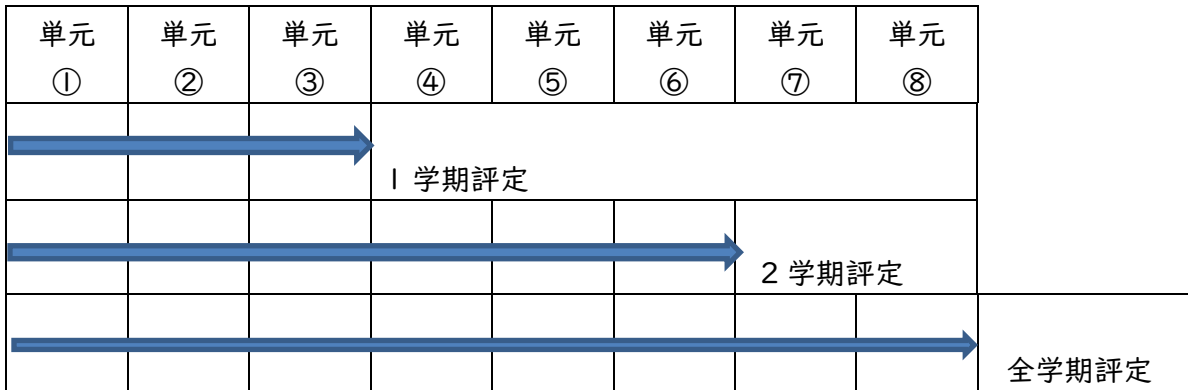 単元 単元 単元 単元 単元 単元 単元 単元
① ② ③ ④ ⑤ ⑥ ⑦ ⑧
1学期評定
2学期評定
全学期評定